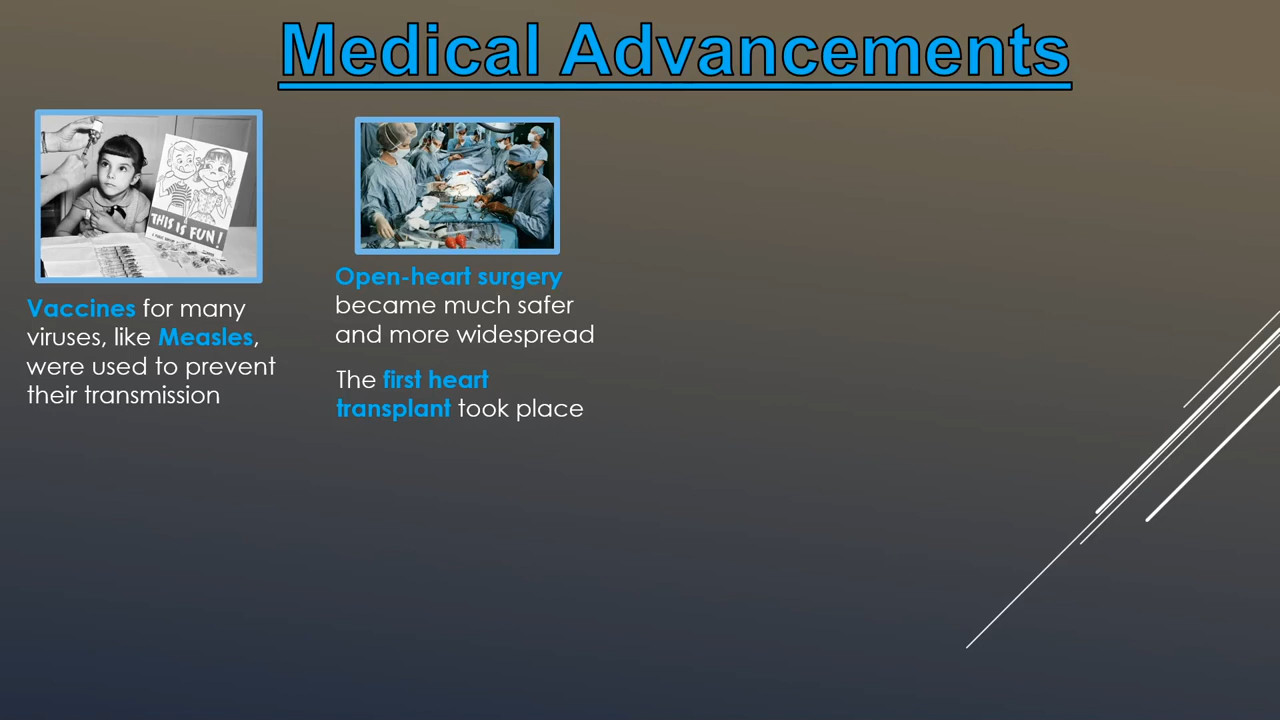 Medical Advancements
THIS IS FUN!
Vaccines for many
viruses, like Measles,
were used to prevent
their transmission
Open-heart surgery
became much safer
and more widespread
The first heart
transplant took place